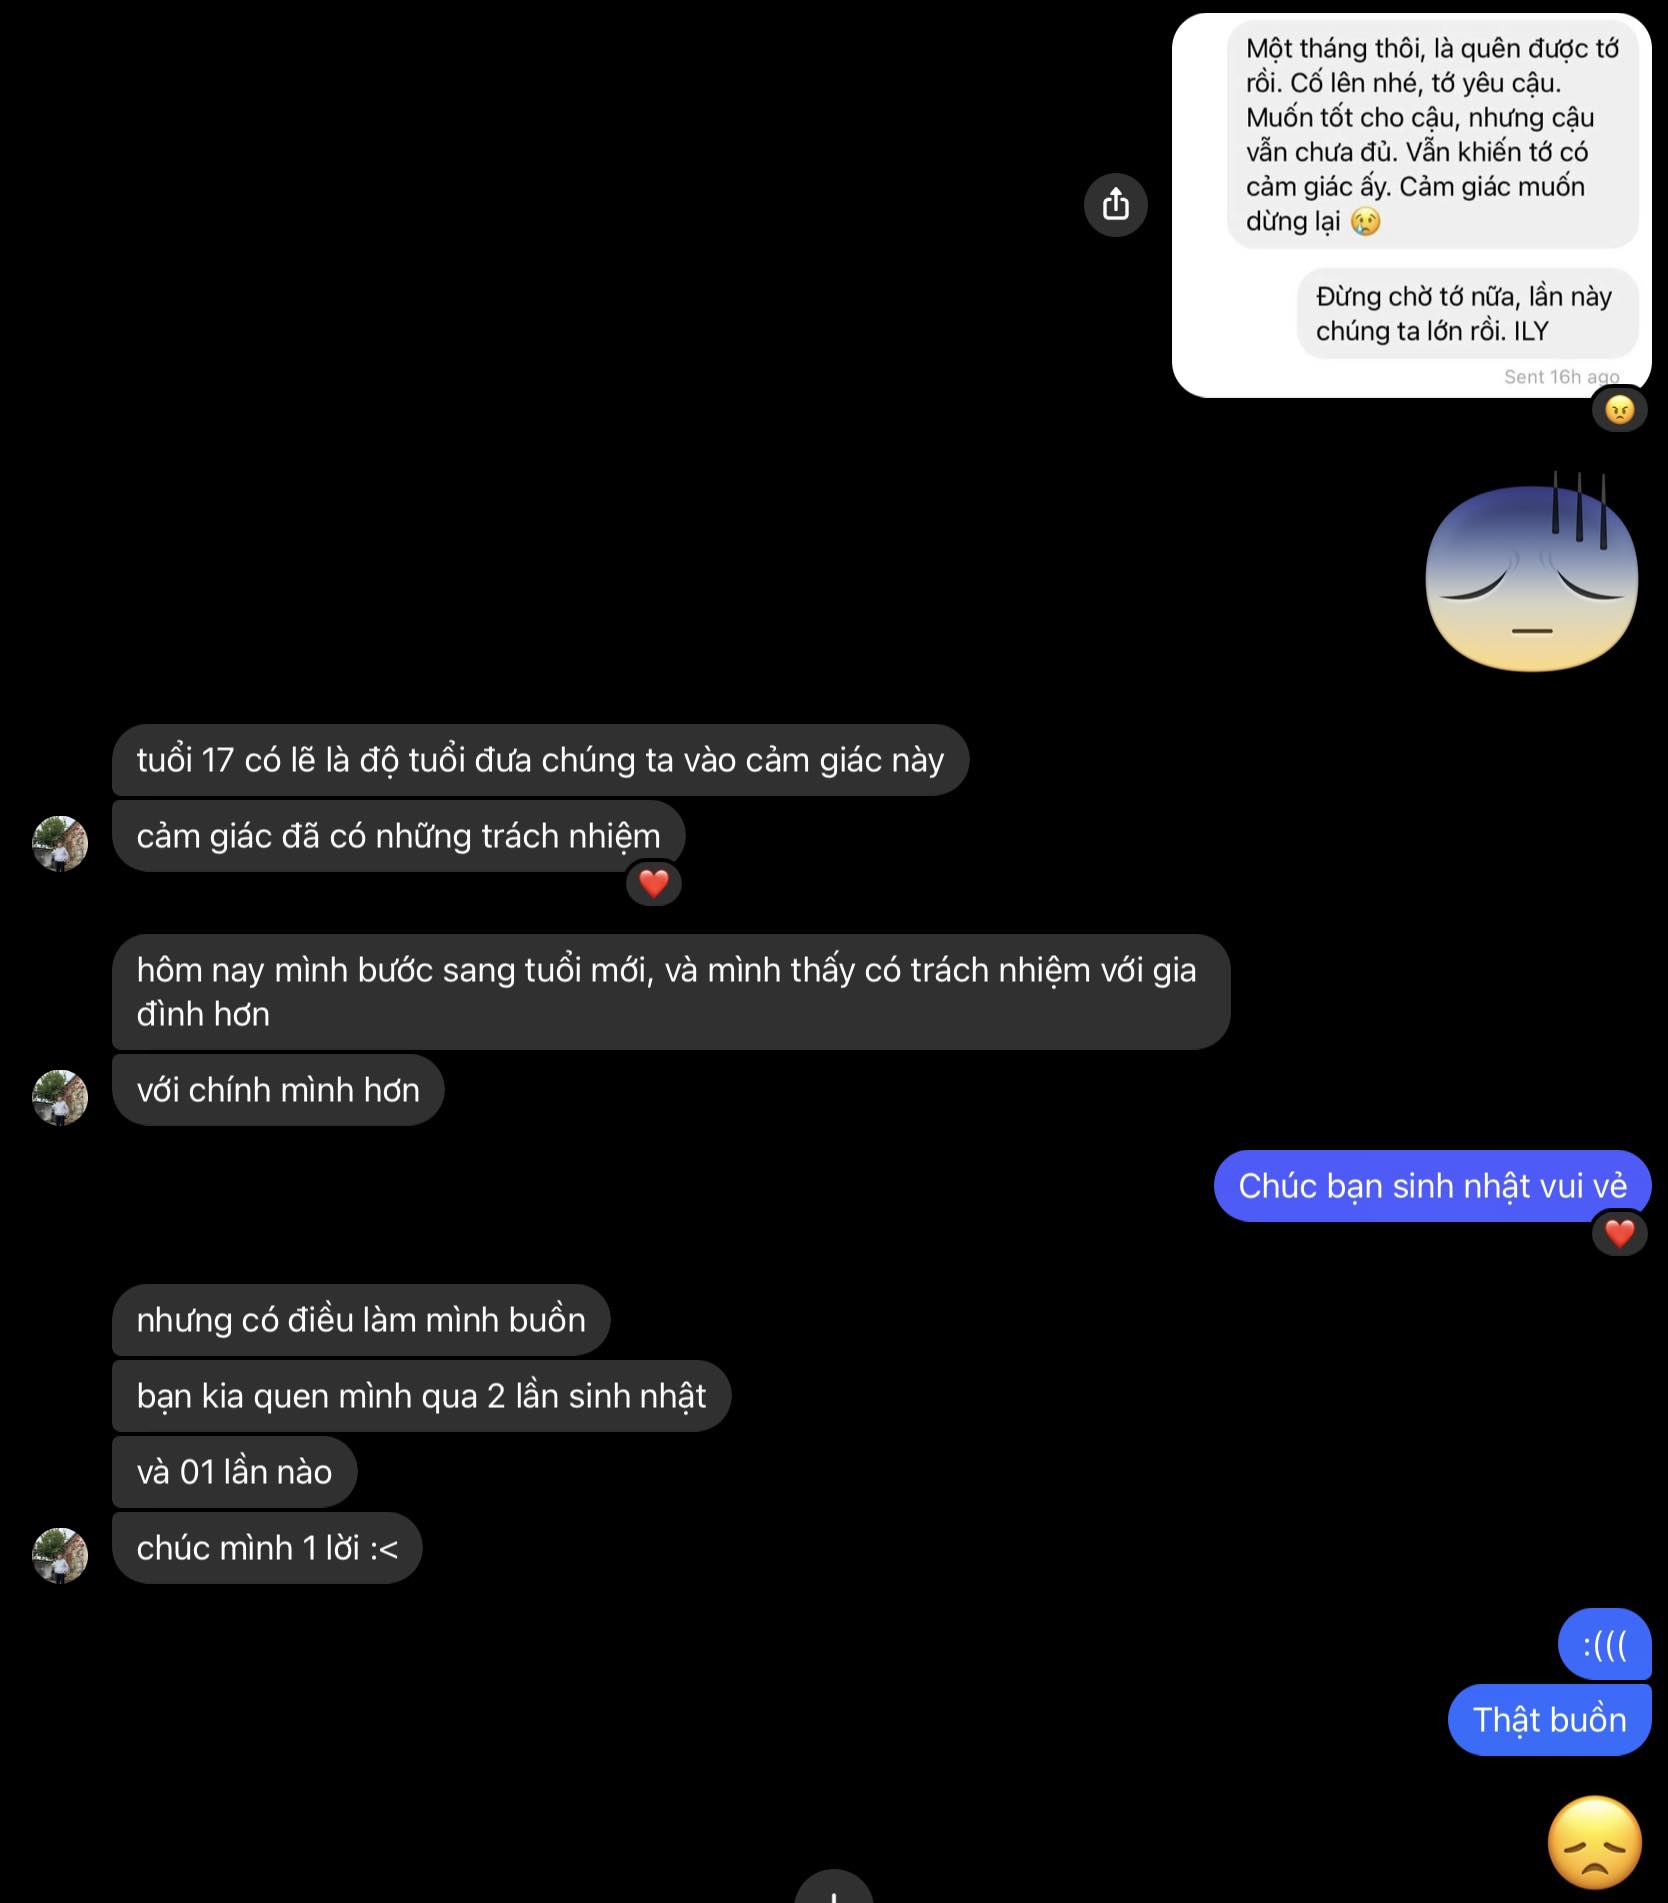 Một tháng thôi, là quên được tớ
rồi. Cố lên nhé, tớ yêu cậu.
Muốn tốt cho cậu, nhưng cậu
vẫn chưa đủ. Vẫn khiến tớ có
cảm giác ấy. Cảm giác muốn
dừng lại 😢
Đừng chờ tớ nữa, lần này
chúng ta lớn rồi. ILY
Sent 16h ago
tuổi 17 có lẽ là độ tuổi đưa chúng ta vào cảm giác này
cảm giác đã có những trách nhiệm
hôm nay mình bước sang tuổi mới, và mình thấy có trách nhiệm với gia
đình hơn
với chính mình hơn
Chúc bạn sinh nhật vui vẻ
nhưng có điều làm mình buồn
bạn kia quen mình qua 2 lần sinh nhật
và 01 lần nào
chúc mình 1 lời :<
:(((
Thật buồn